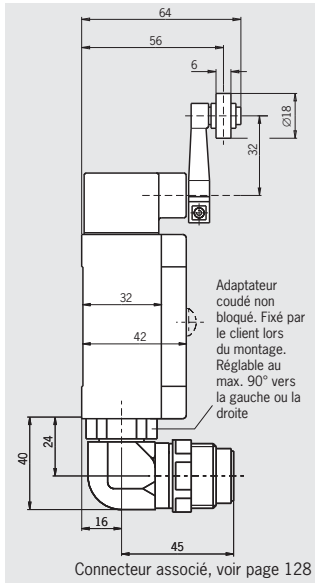 64
56
6
Ø18
32
32
42
Adaptateur
coudé non
bloqué. Fixé par
le client lors
du montage.
Réglable au
max. 90° vers
la gauche ou la
droite
40
24
16
45
Connecteur associé, voir page 128